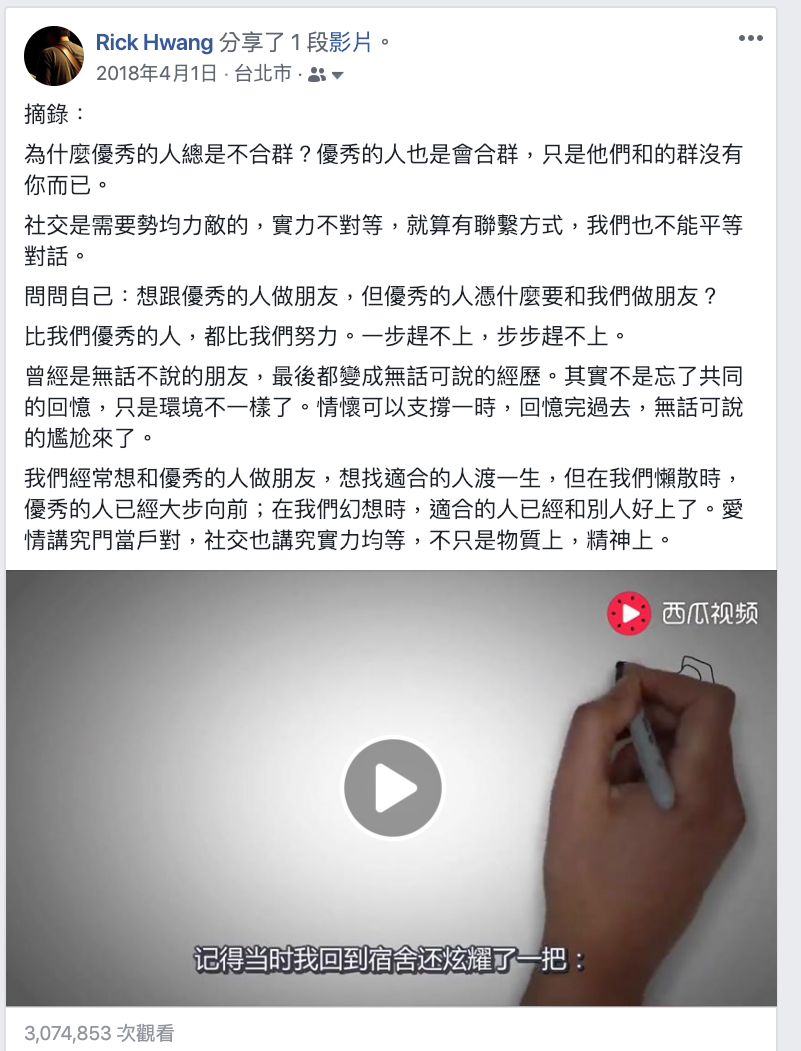 Rick Hwang 分享了 1 段影片。
2018年4月1日 · 台北市 ·
摘錄：
為什麼優秀的人總是不合群？優秀的人也是會合群，只是他們和的群沒有
你而已。
社交是需要勢均力敵的，實力不對等，就算有聯繫方式，我們也不能平等
對話。
問問自己：想跟優秀的人做朋友，但優秀的人憑什麼要和我們做朋友？
比我們優秀的人，都比我們努力。一步趕不上，步步趕不上。
曾經是無話不說的朋友，最後都變成無話可說的經歷。其實不是忘了共同
的回憶，只是環境不一樣了。情懷可以支撐一時，回憶完過去，無話可說
的尷尬來了。
我們經常想和優秀的人做朋友，想找適合的人渡一生，但在我們懶散時，
優秀的人已經大步向前；在我們幻想時，適合的人已經和別人好上了。愛
情講究門當戶對，社交也講究實力均等，不只是物質上，精神上。
西瓜视频
记得当时我回到宿舍还炫耀了一把：
3,074,853 次觀看